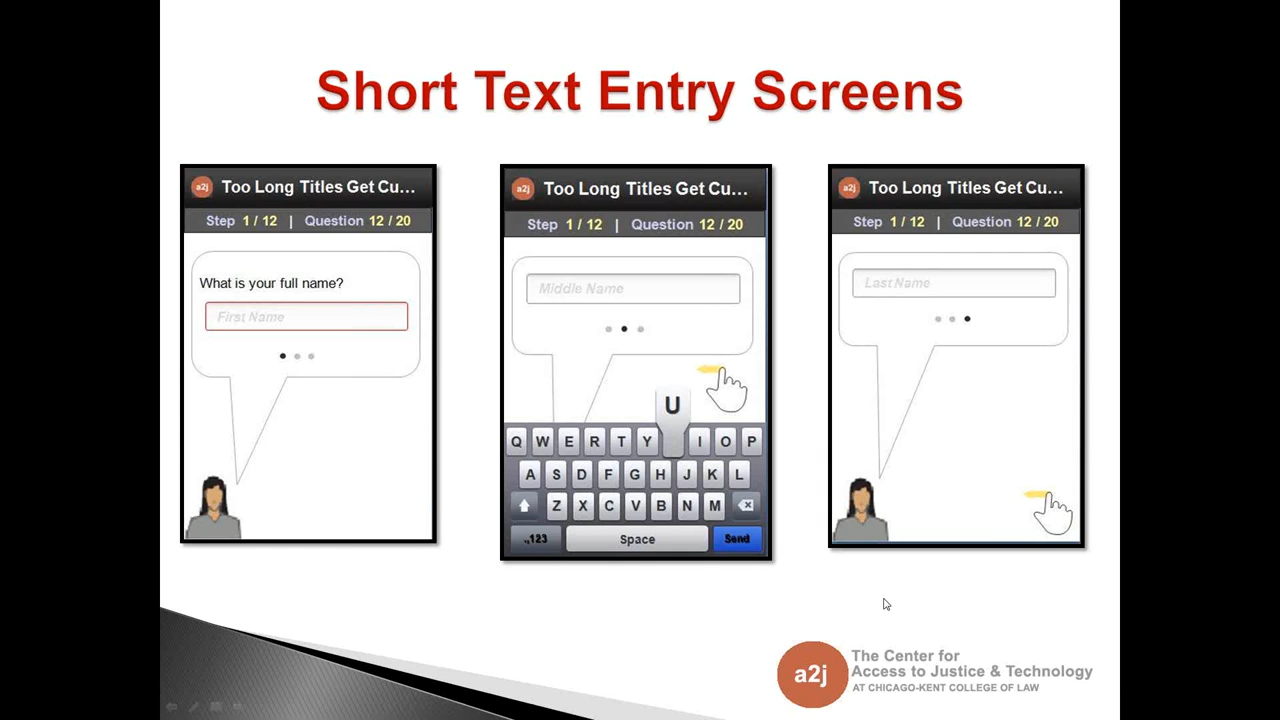 Short Text Entry Screens
a2j Too Long Titles Get Cu...
Step 1 / 12 | Question 12 / 20
What is your full name?
First Name
a2j Too Long Titles Get Cu...
Step 1 / 12 | Question 12 / 20
Middle Name
U
Q W E R T Y I O P
A S D F G H J K L
Z X C V B N M
.,123 Space Send
a2j Too Long Titles Get Cu...
Step 1 / 12 | Question 12 / 20
Last Name
a2j
The Center for
Access to Justice & Technology
AT CHICAGO-KENT COLLEGE OF LAW